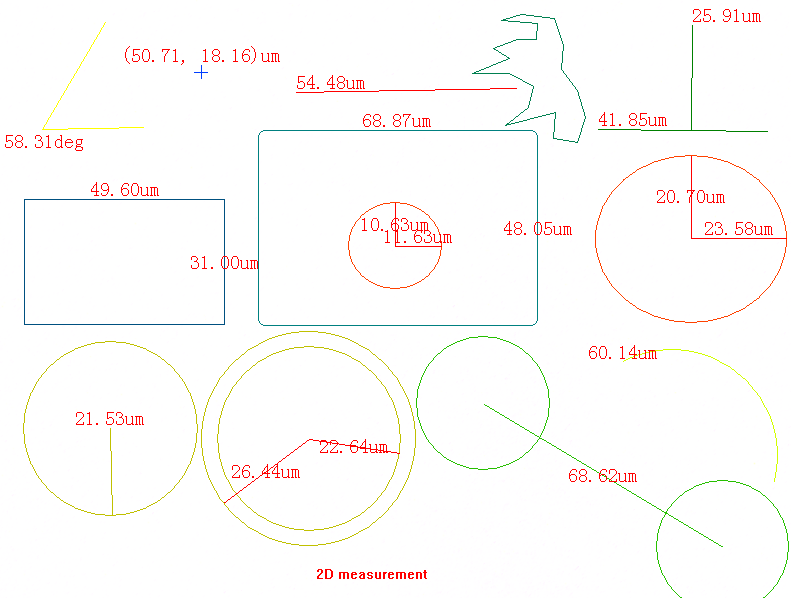 25.91um
(50.71, 18.16)um
54.48um
68.87um
41.85um
58.31deg
49.60um
20.70um
10.63um
11.63um
48.05um
23.58um
31.00um
60.14um
21.53um
22.64um
26.44um
68.62um
2D measurement